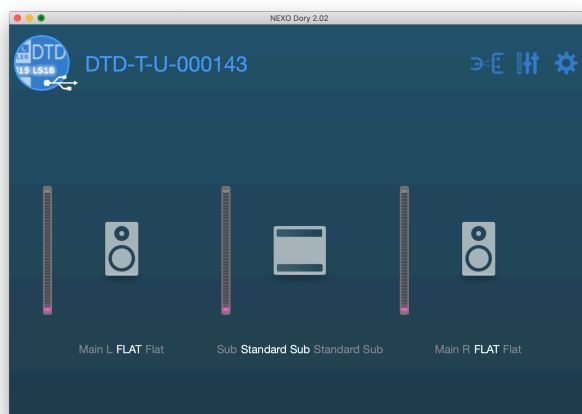 NEXO Dory 2.02
DTD
15 LS18
DTD-T-U-000143
Main L FLAT Flat
Sub Standard Sub Standard Sub
Main R FLAT Flat